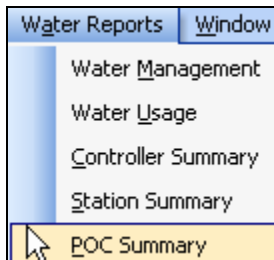 Water Reports Window
Water Management
Water Usage
Controller Summary
Station Summary
POC Summary